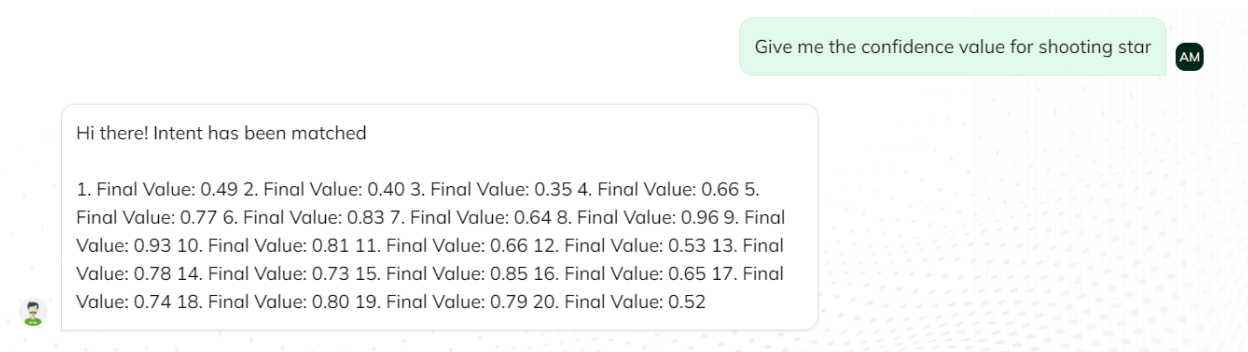 Give me the confidence value for shooting star
AM
Hi there! Intent has been matched
1. Final Value: 0.49 2. Final Value: 0.40 3. Final Value: 0.35 4. Final Value: 0.66 5.
Final Value: 0.77 6. Final Value: 0.83 7. Final Value: 0.64 8. Final Value: 0.96 9. Final
Value: 0.93 10. Final Value: 0.81 11. Final Value: 0.66 12. Final Value: 0.53 13. Final
Value: 0.78 14. Final Value: 0.73 15. Final Value: 0.85 16. Final Value: 0.65 17. Final
Value: 0.74 18. Final Value: 0.80 19. Final Value: 0.79 20. Final Value: 0.52